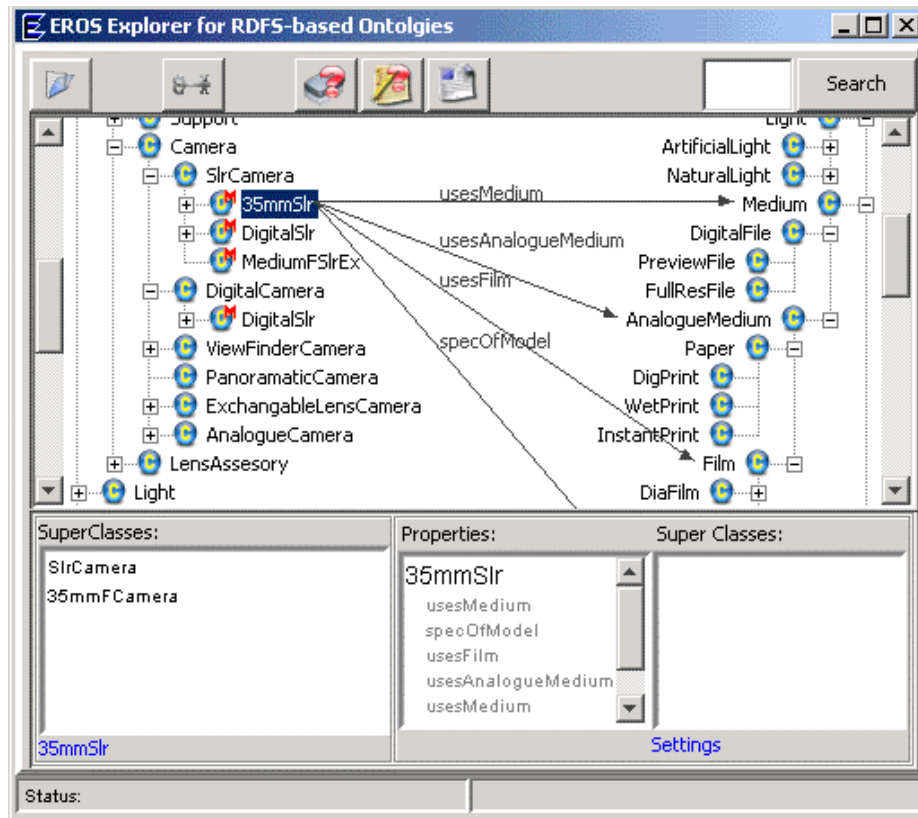 EROS Explorer for RDFS-based Ontolgies
Search
Support
Camera
SlrCamera
35mmSlr
DigitalSlr
MediumFSlrEx
DigitalCamera
DigitalSlr
ViewFinderCamera
PanoramaticCamera
ExchangableLensCamera
AnalogueCamera
LensAssesory
Light
usesMedium
usesAnalogueMedium
usesFilm
specOfModel
Light
ArtificialLight
NaturalLight
Medium
DigitalFile
PreviewFile
FullResFile
AnalogueMedium
Paper
DigPrint
WetPrint
InstantPrint
Film
DiaFilm
SuperClasses:
SlrCamera
35mmFCamera
35mmSlr
Properties:
35mmSlr
usesMedium
specOfModel
usesFilm
usesAnalogueMedium
usesMedium
Super Classes:
Settings
Status: